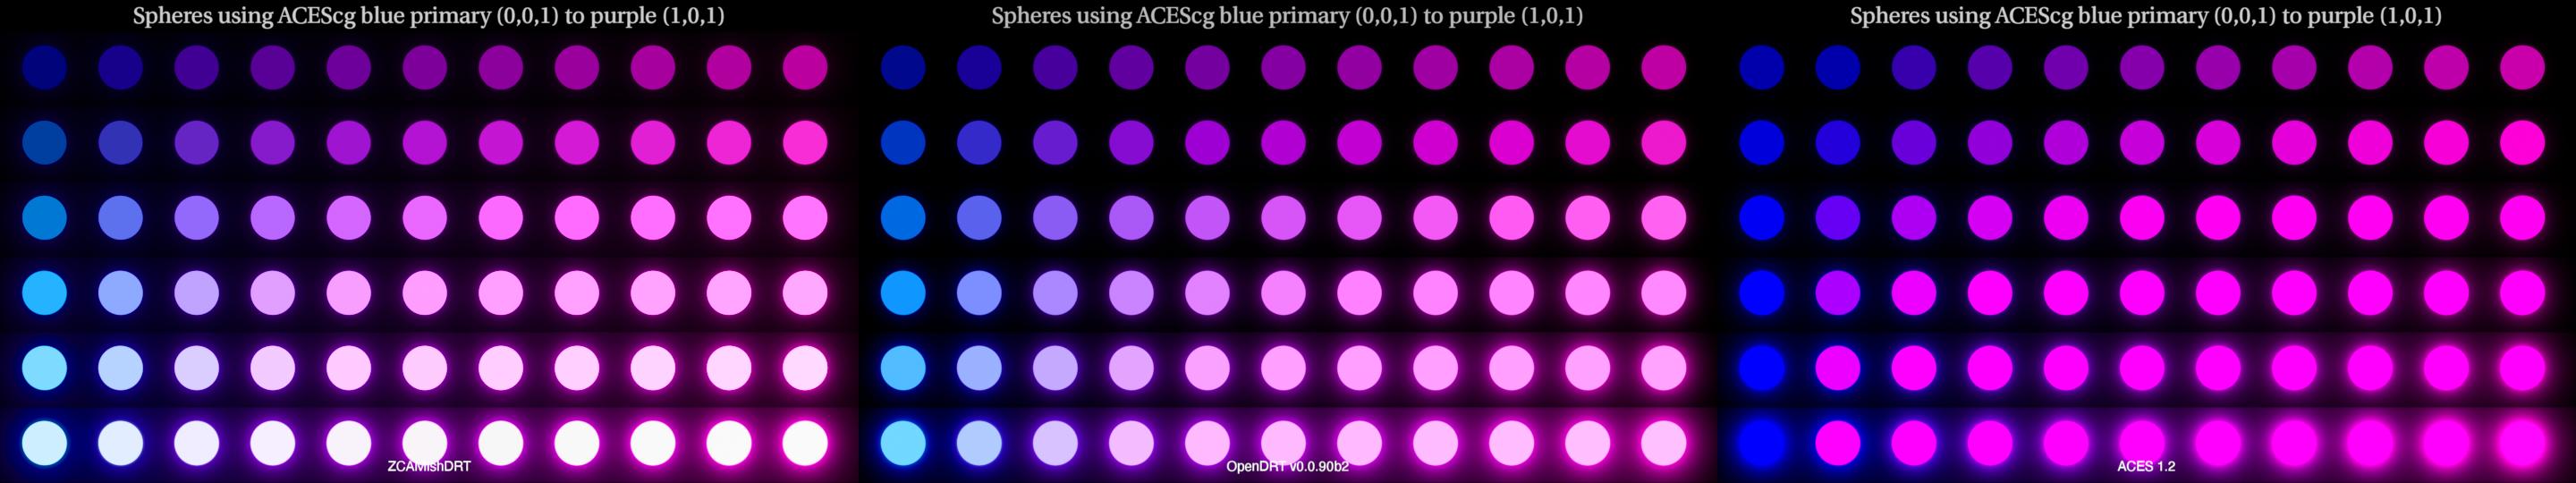 Spheres using ACEScg blue primary (0,0,1) to purple (1,0,1)
Spheres using ACEScg blue primary (0,0,1) to purple (1,0,1)
Spheres using ACEScg blue primary (0,0,1) to purple (1,0,1)
ZCAMishDRT
OpenDRT v0.0.90b2
ACES 1.2